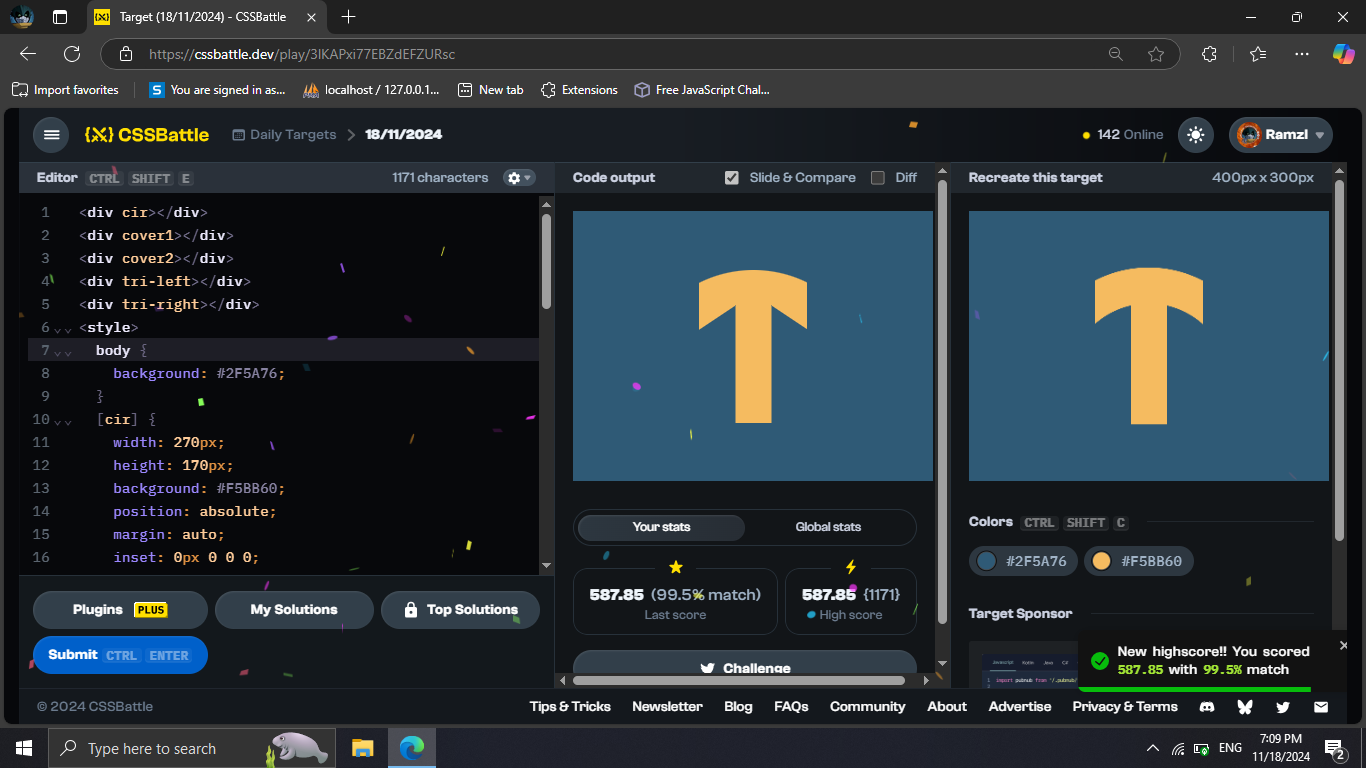 Target (18/11/2024) - CSSBattle
https://cssbattle.dev/play/3lKAPxi77EBZdEFZURsc
Import favorites
You are signed in as...
localhost / 127.0.0.1...
New tab
Extensions
Free JavaScript Chal...
CSSBattle
Daily Targets
18/11/2024
142 Online
Ramzl
Editor CTRL SHIFT E
1171 characters
1 <div cir></div>
2 <div cover1></div>
3 <div cover2></div>
4 <div tri-left></div>
5 <div tri-right></div>
6 <style>
7 body {
8 background: #2F5A76;
9 }
10 [cir] {
11 width: 270px;
12 height: 170px;
13 background: #F5BB60;
14 position: absolute;
15 margin: auto;
16 inset: 0px 0 0 0;
Plugins PLUS
My Solutions
Top Solutions
Submit CTRL ENTER
Code output
Slide & Compare
Diff
Your stats
Global stats
587.85 (99.5% match)
Last score
587.85 {1171}
High score
Challenge
Recreate this target
400px x 300px
Colors CTRL SHIFT C
#2F5A76
#F5BB60
Target Sponsor
New highscore!! You scored
587.85 with 99.5% match
© 2024 CSSBattle
Tips & Tricks
Newsletter
Blog
FAQs
Community
About
Advertise
Privacy & Terms
Type here to search
ENG
7:09 PM
11/18/2024
2